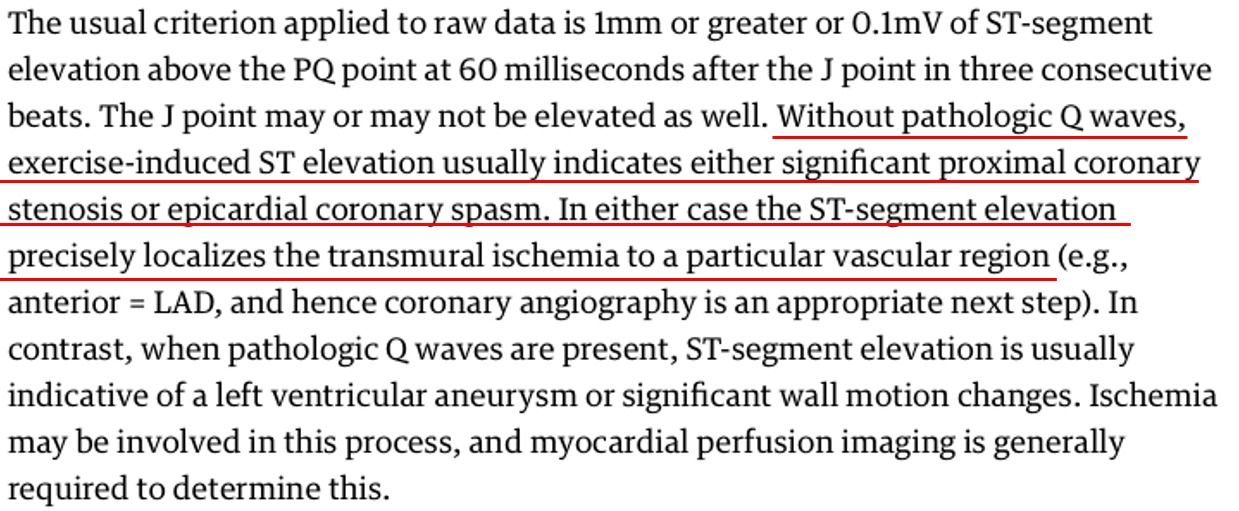 The usual criterion applied to raw data is 1mm or greater or 0.1mV of ST-segment
elevation above the PQ point at 60 milliseconds after the J point in three consecutive
beats. The J point may or may not be elevated as well. Without pathologic Q waves,
exercise-induced ST elevation usually indicates either significant proximal coronary
stenosis or epicardial coronary spasm. In either case the ST-segment elevation
precisely localizes the transmural ischemia to a particular vascular region (e.g.,
anterior = LAD, and hence coronary angiography is an appropriate next step). In
contrast, when pathologic Q waves are present, ST-segment elevation is usually
indicative of a left ventricular aneurysm or significant wall motion changes. Ischemia
may be involved in this process, and myocardial perfusion imaging is generally
required to determine this.